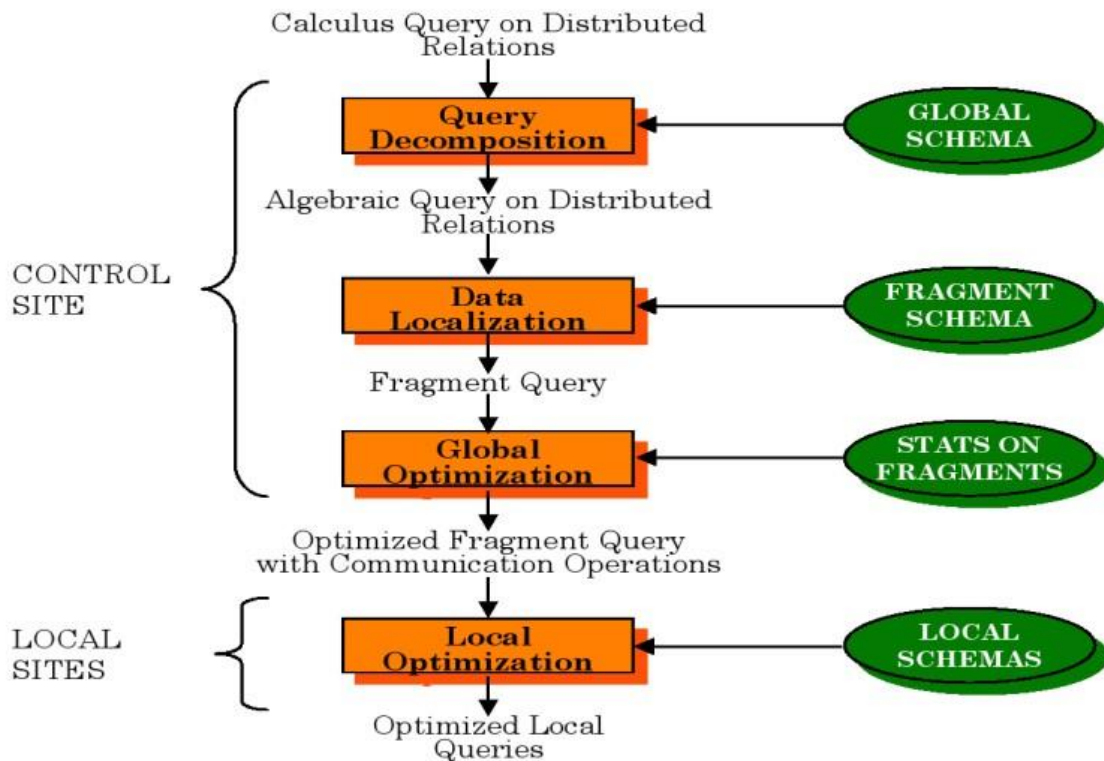 Calculus Query on Distributed
Relations
Query
Decomposition
GLOBAL
SCHEMA
Algebraic Query on Distributed
Relations
CONTROL
SITE
Data
Localization
FRAGMENT
SCHEMA
Fragment Query
Global
Optimization
STATS ON
FRAGMENTS
Optimized Fragment Query
with Communication Operations
LOCAL
SITES
Local
Optimization
LOCAL
SCHEMAS
Optimized Local
Queries